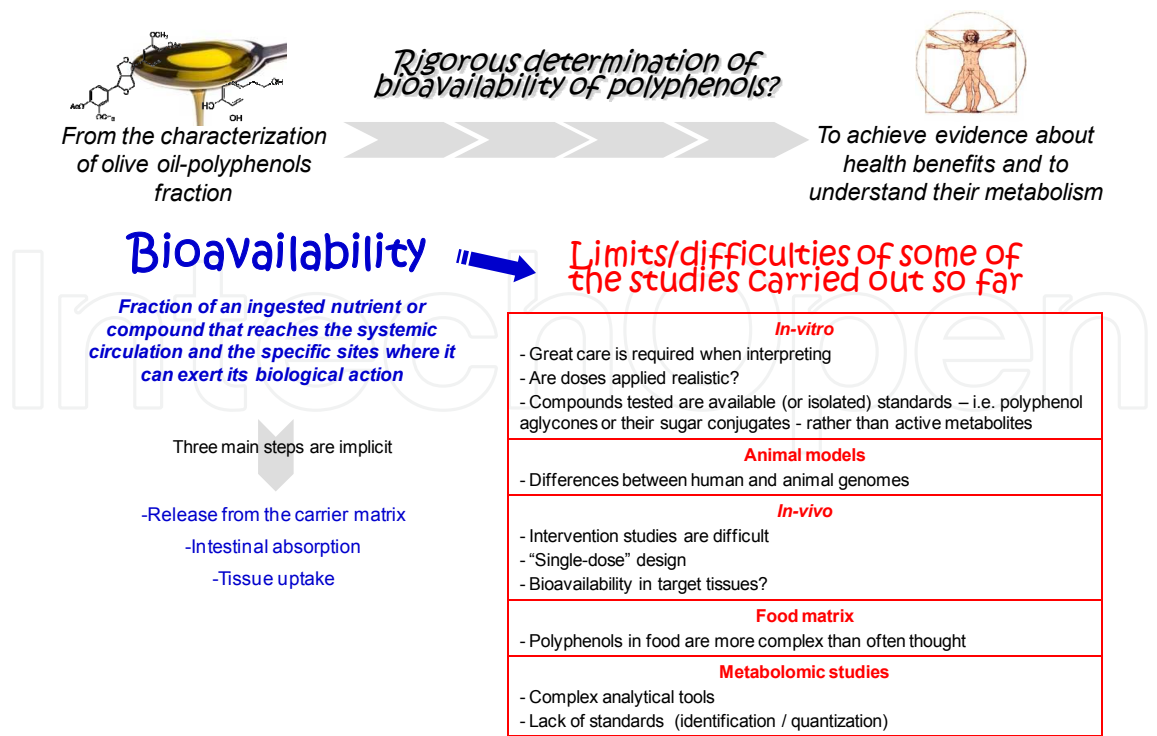 Rigorous determination of
bioavailability of polyphenols?
OCH₃
HO
OH
OH
From the characterization
of olive oil-polyphenols
fraction
To achieve evidence about
health benefits and to
understand their metabolism
Bioavailability
Fraction of an ingested nutrient or
compound that reaches the systemic
circulation and the specific sites where it
can exert its biological action
Three main steps are implicit
-Release from the carrier matrix
-Intestinal absorption
-Tissue uptake
Limits/difficulties of some of
the studies carried out so far
In-vitro
- Great care is required when interpreting
- Are doses applied realistic?
- Compounds tested are available (or isolated) standards – i.e. polyphenol
aglycones or their sugar conjugates - rather than active metabolites
Animal models
- Differences between human and animal genomes
In-vivo
- Intervention studies are difficult
- “Single-dose” design
- Bioavailability in target tissues?
Food matrix
- Polyphenols in food are more complex than often thought
Metabolomic studies
- Complex analytical tools
- Lack of standards (identification / quantization)
IntechOpen